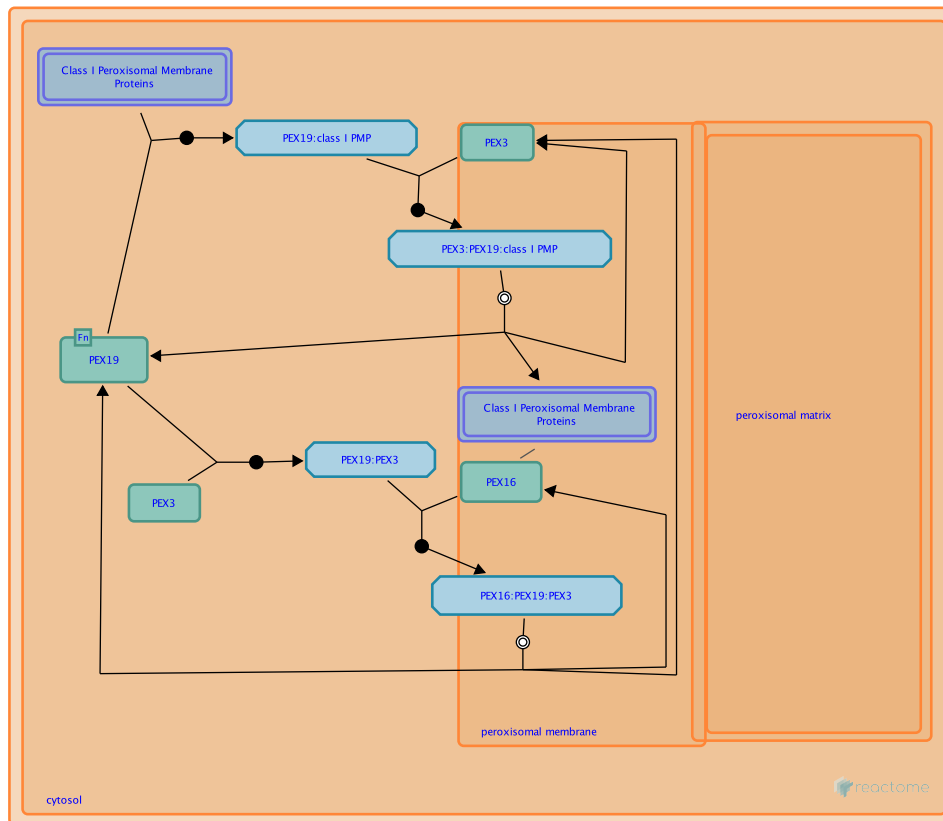 Class I Peroxisomal Membrane
Proteins
PEX19:class I PMP
PEX3
PEX3:PEX19:class I PMP
Fn
PEX19
Class I Peroxisomal Membrane
Proteins
peroxisomal matrix
PEX19:PEX3
PEX16
PEX3
PEX16:PEX19:PEX3
peroxisomal membrane
reactome
cytosol